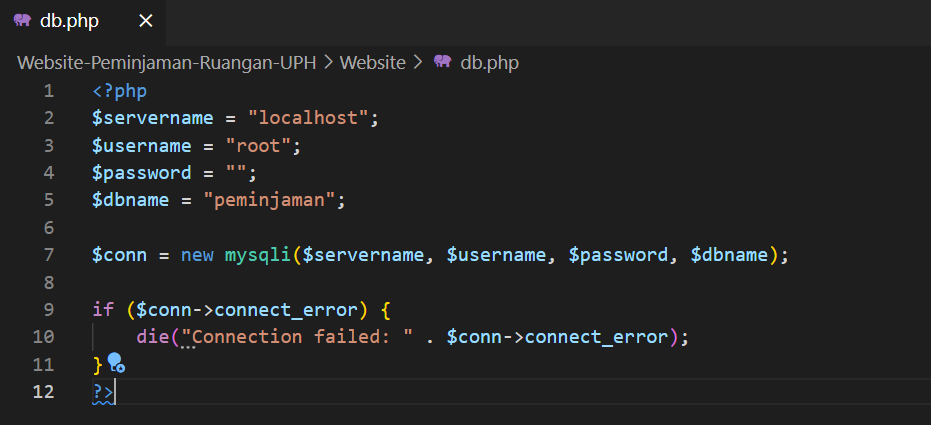 db.php
Website-Peminjaman-Ruangan-UPH > Website > db.php
1 <?php
2 $servername = "localhost";
3 $username = "root";
4 $password = "";
5 $dbname = "peminjaman";
6
7 $conn = new mysqli($servername, $username, $password, $dbname);
8
9 if ($conn->connect_error) {
10     die("Connection failed: " . $conn->connect_error);
11 }
12 ?>